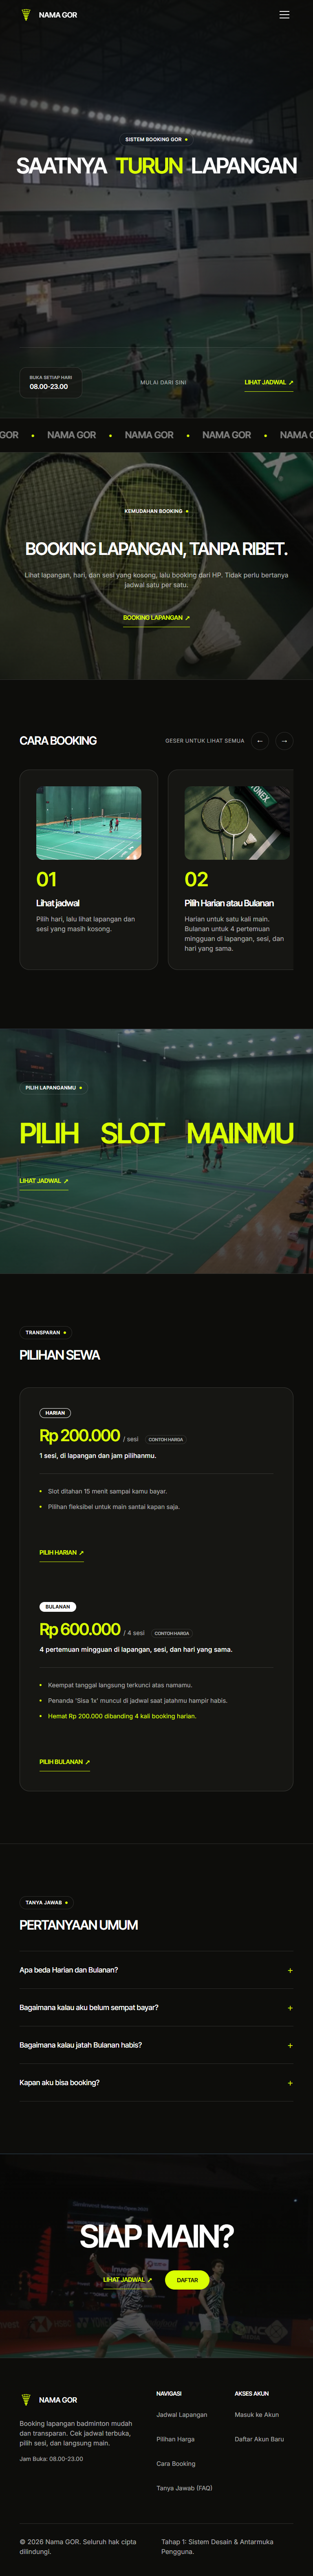 NAMA GOR
SISTEM BOOKING GOR
SAATNYA TURUN LAPANGAN
BUKA SETIAP HARI
08.00-23.00
MULAI DARI SINI
LIHAT JADWAL ↗
GOR • NAMA GOR • NAMA GOR • NAMA GOR • NAMA G
KEMUDAHAN BOOKING
BOOKING LAPANGAN, TANPA RIBET.
Lihat lapangan, hari, dan sesi yang kosong, lalu booking dari HP. Tidak perlu bertanya
jadwal satu per satu.
BOOKING LAPANGAN ↗
CARA BOOKING
GESER UNTUK LIHAT SEMUA
← →
01
Lihat jadwal
Pilih hari, lalu lihat lapangan dan
sesi yang masih kosong.
YONEX
02
Pilih Harian atau Bulanan
Harian untuk satu kali main.
Bulanan untuk 4 pertemuan
mingguan di lapangan, sesi, dan
hari yang sama.
PILIH LAPANGANMU
PILIH SLOT MAINMU
LIHAT JADWAL ↗
TRANSPARAN
PILIHAN SEWA
HARIAN
Rp 200.000 / sesi CONTOH HARGA
1 sesi, di lapangan dan jam pilihanmu.
• Slot ditahan 15 menit sampai kamu bayar.
• Pilihan fleksibel untuk main santai kapan saja.
PILIH HARIAN ↗
BULANAN
Rp 600.000 / 4 sesi CONTOH HARGA
4 pertemuan mingguan di lapangan, sesi, dan hari yang sama.
• Keempat tanggal langsung terkunci atas namamu.
• Penanda 'Sisa 1x' muncul di jadwal saat jatahmu hampir habis.
• Hemat Rp 200.000 dibanding 4 kali booking harian.
PILIH BULANAN ↗
TANYA JAWAB
PERTANYAAN UMUM
Apa beda Harian dan Bulanan? +
Bagaimana kalau aku belum sempat bayar? +
Bagaimana kalau jatah Bulanan habis? +
Kapan aku bisa booking? +
SIAP MAIN?
LIHAT JADWAL ↗
DAFTAR
NAMA GOR
Booking lapangan badminton mudah
dan transparan. Cek jadwal terbuka,
pilih sesi, dan langsung main.
Jam Buka: 08.00-23.00
NAVIGASI
Jadwal Lapangan
Pilihan Harga
Cara Booking
Tanya Jawab (FAQ)
AKSES AKUN
Masuk ke Akun
Daftar Akun Baru
© 2026 Nama GOR. Seluruh hak cipta
dilindungi.
Tahap 1: Sistem Desain & Antarmuka
Pengguna.